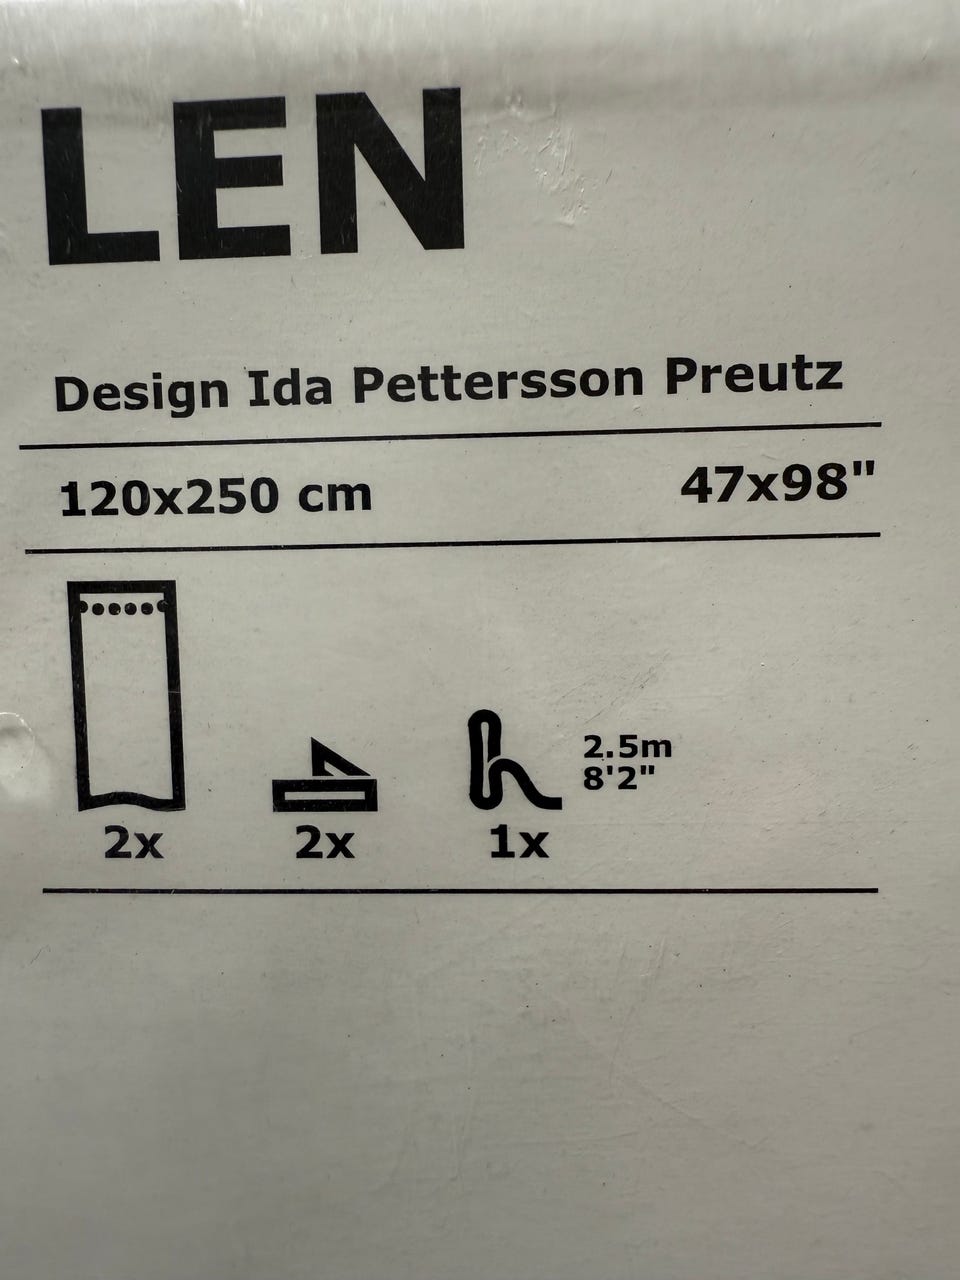 LEN
Design Ida Pettersson Preutz
120x250 cm 47x98"
2.5m
8'2"
2x 2x 1x